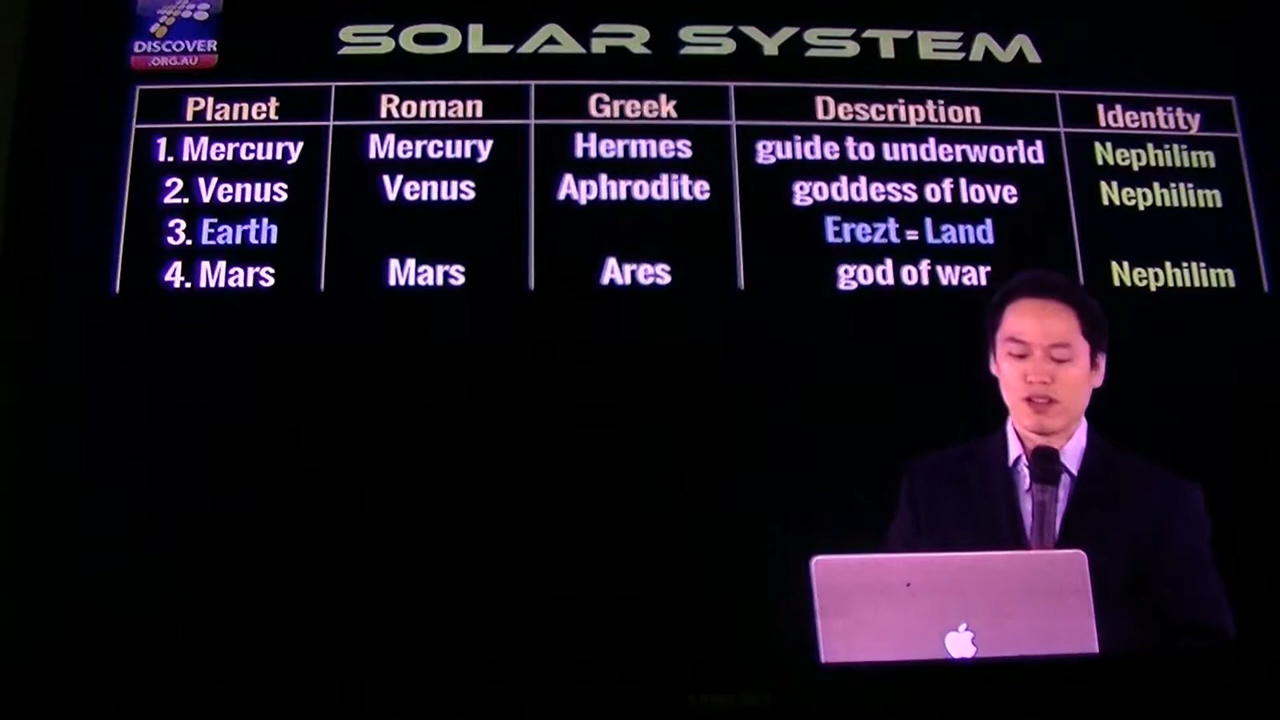 DISCOVER
.ORG.AU
SOLAR SYSTEM
Planet Roman Greek Description Identity
1. Mercury Mercury Hermes guide to underworld Nephilim
2. Venus Venus Aphrodite goddess of love Nephilim
3. Earth Erezt = Land
4. Mars Mars Ares god of war Nephilim